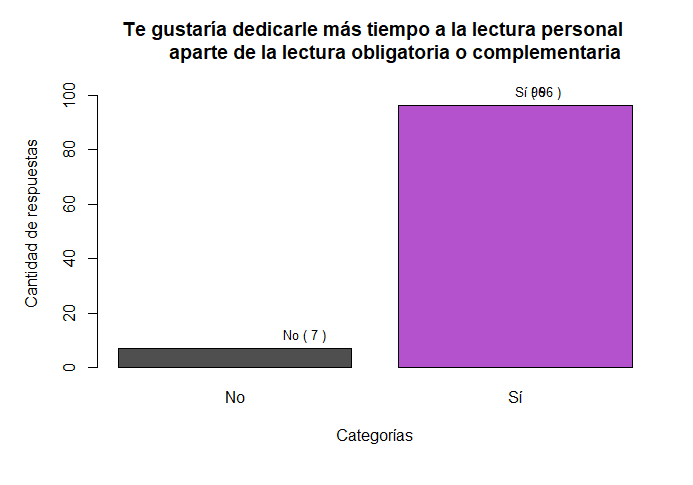 Te gustaría dedicarle más tiempo a la lectura personal
aparte de la lectura obligatoria o complementaria
Cantidad de respuestas
100
80
60
40
20
0
No ( 7 )
No
Sí
Categorías